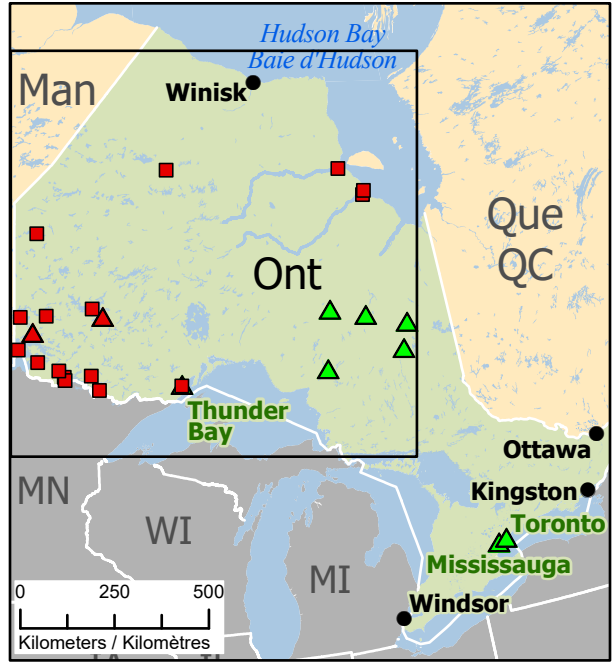 Hudson Bay
Baie d'Hudson
Man
Winisk
Que
QC
Ont
Thunder
Bay
Ottawa
Kingston
MN
Toronto
WI
Mississauga
MI
Windsor
0 250 500
Kilometers / Kilomètres